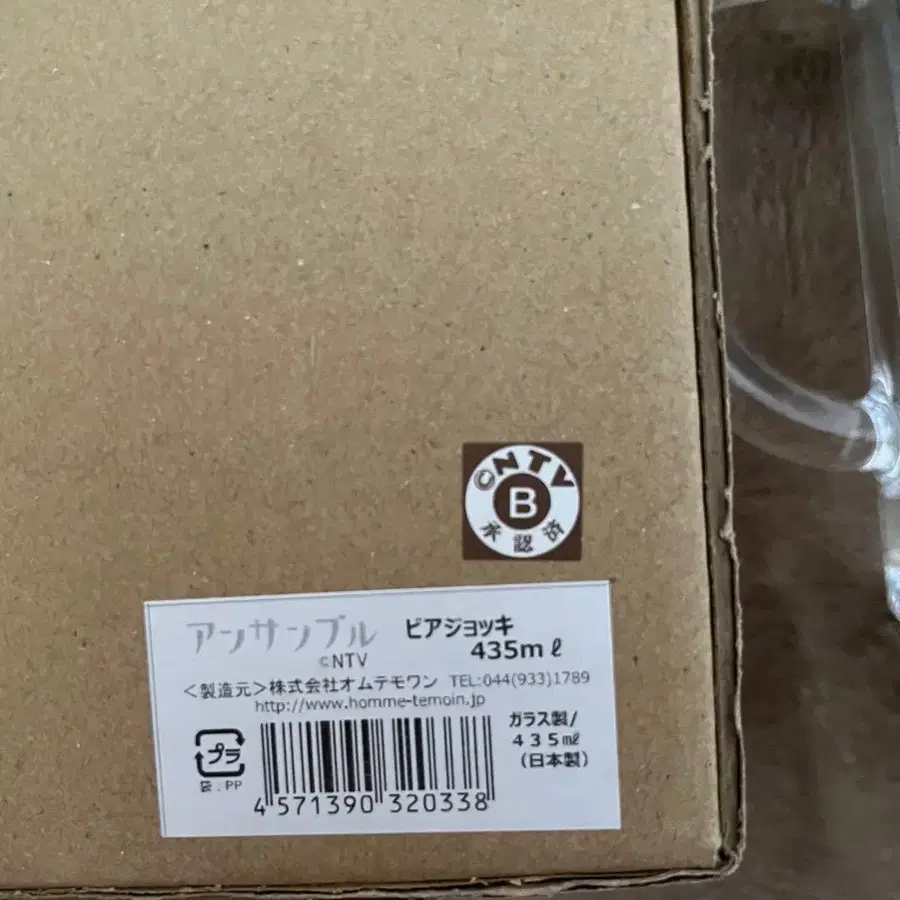 ©NTV
B
承認済
アンサンブル ビアジョッキ
©NTV 435mℓ
<製造元>株式会社オムテモワン TEL:044(933)1789
http://www.homme-temoin.jp
プラ
袋:PP
ガラス製/
435㎖
(日本製)
4 571390 320338